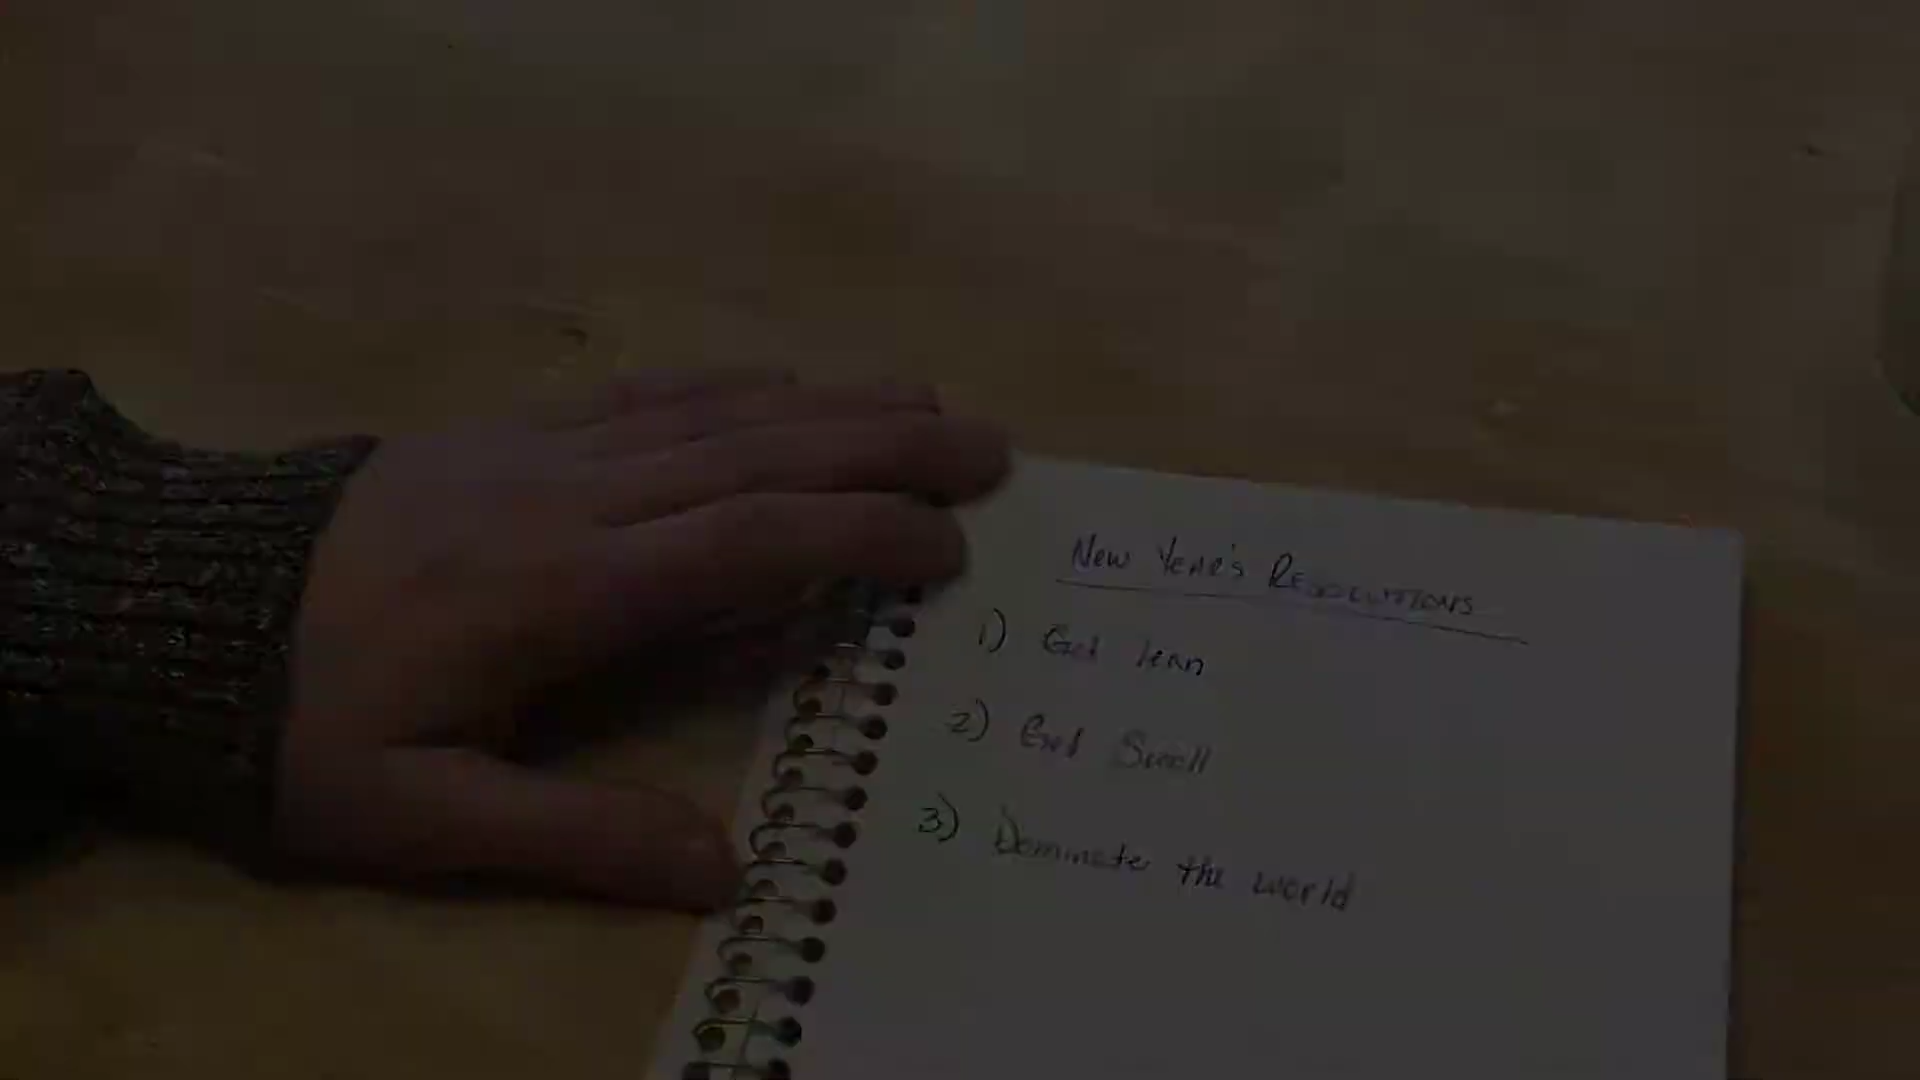 New Year's Resolutions
1) Get lean
2) Get Swoll
3) Dominate the world